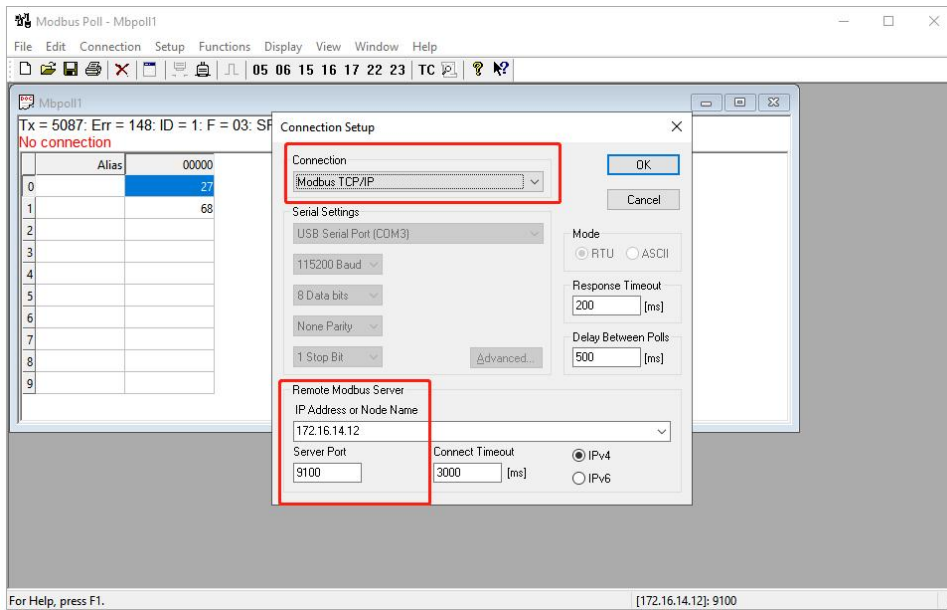 Modbus Poll - Mbpoll1
File Edit Connection Setup Functions Display View Window Help
05 06 15 16 17 22 23 TC
Mbpoll1
Tx = 5087: Err = 148: ID = 1: F = 03: SF
No connection
Alias 00000
0 27
1 68
2
3
4
5
6
7
8
9
Connection Setup
Connection
Modbus TCP/IP
OK
Cancel
Serial Settings
USB Serial Port (COM3)
115200 Baud
8 Data bits
None Parity
1 Stop Bit
Advanced...
Mode
RTU ASCII
Response Timeout
200 [ms]
Delay Between Polls
500 [ms]
Remote Modbus Server
IP Address or Node Name
172.16.14.12
Server Port
9100
Connect Timeout
3000 [ms]
IPv4
IPv6
For Help, press F1.
[172.16.14.12]: 9100